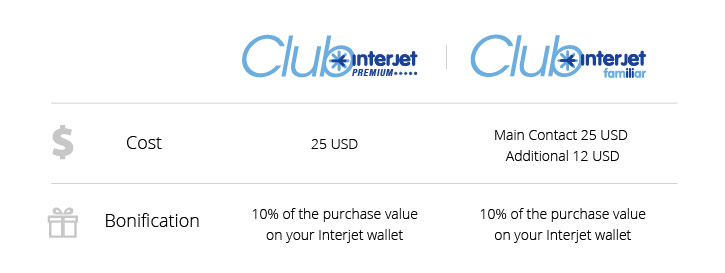 Club interjet
PREMIUM
Club interjet
familiar
$ Cost
25 USD
Main Contact 25 USD
Additional 12 USD
Bonification
10% of the purchase value
on your Interjet wallet
10% of the purchase value
on your Interjet wallet